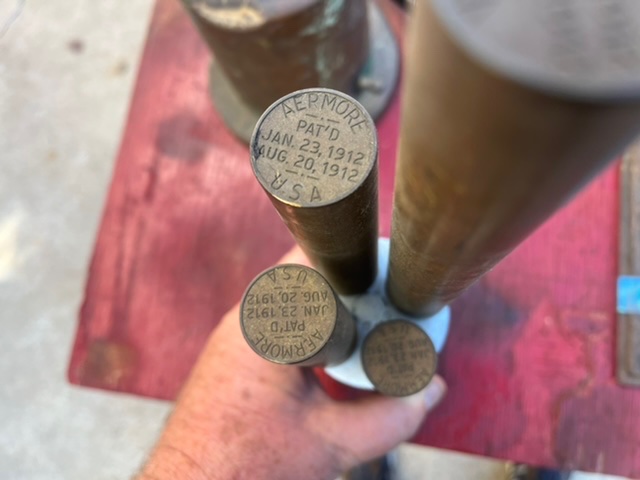 AERMORE
PAT'D
JAN. 23, 1912
AUG. 20, 1912
USA
AERMORE
PAT'D
JAN. 23, 1912
AUG. 20, 1912
USA